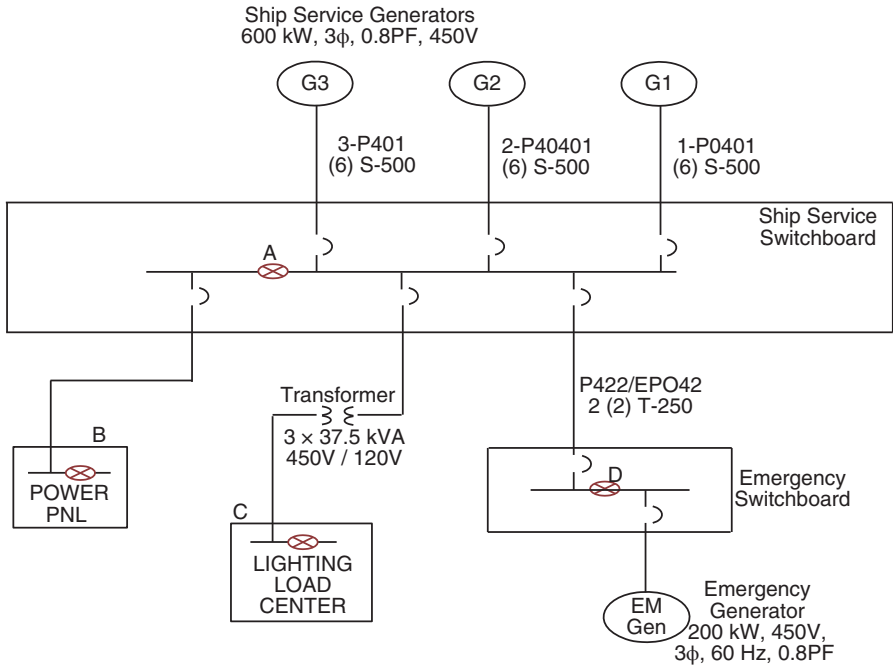 Ship Service Generators
600 kW, 3ϕ, 0.8PF, 450V
G3
G2
G1
3-P401
(6) S-500
2-P40401
(6) S-500
1-P0401
(6) S-500
Ship Service
Switchboard
A
Transformer
3 × 37.5 kVA
450V / 120V
P422/EPO42
2 (2) T-250
B
POWER
PNL
C
LIGHTING
LOAD
CENTER
D
Emergency
Switchboard
EM
Gen
Emergency
Generator
200 kW, 450V,
3ϕ, 60 Hz, 0.8PF